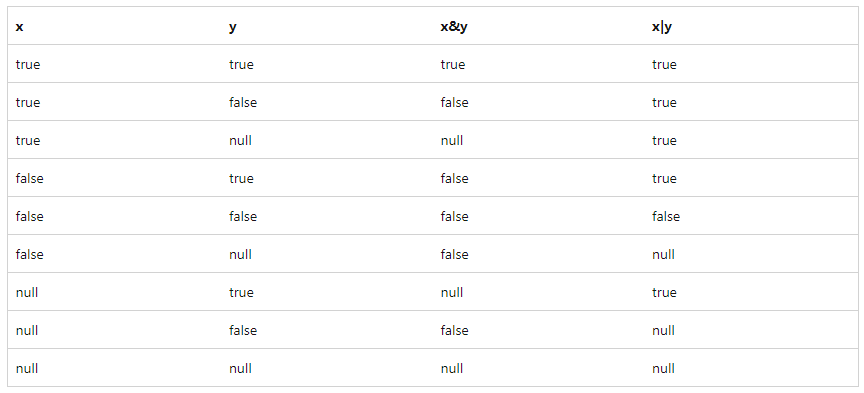 x y x&y x|y
true true true true
true false false true
true null null true
false true false true
false false false false
false null false null
null true null true
null false false null
null null null null